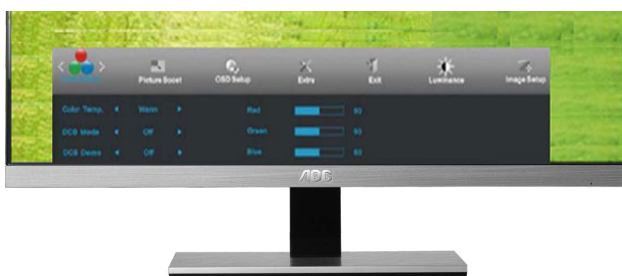 Picture Boost
OSD Setup
Extra
Exit
Luminance
Image Setup
Color Temp. Warm Red 50
DCB Mode Off Green 50
DCB Demo Off Blue 50
AOC